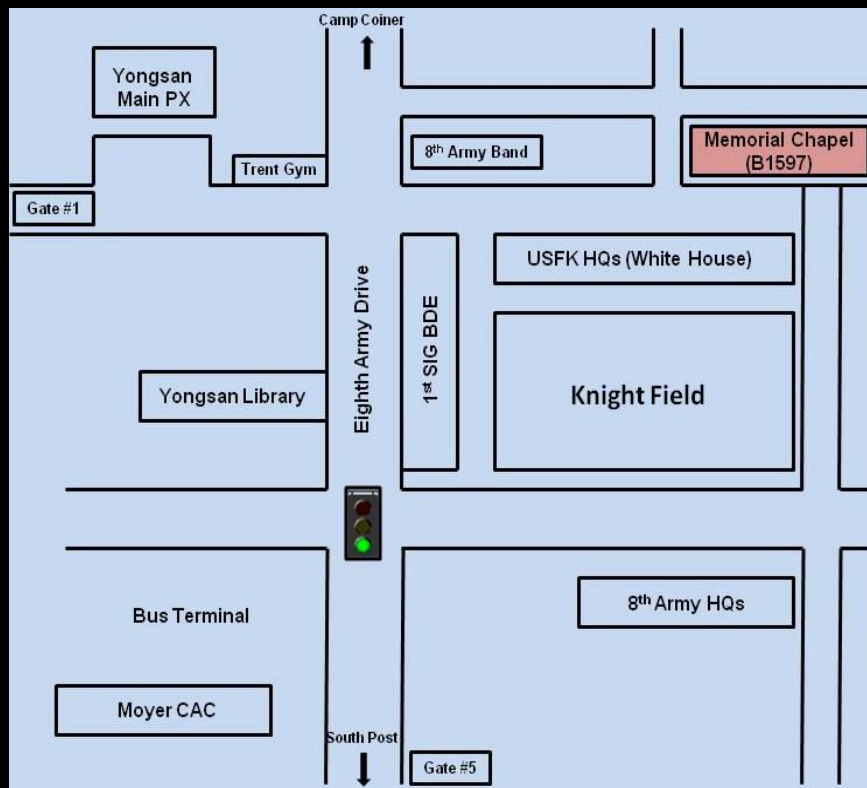 Camp Coiner
Yongsan
Main PX
8th Army Band
Memorial Chapel
(B1597)
Trent Gym
Gate #1
USFK HQs (White House)
Eighth Army Drive
1st SIG BDE
Yongsan Library
Knight Field
8th Army HQs
Bus Terminal
Moyer CAC
South Post
Gate #5